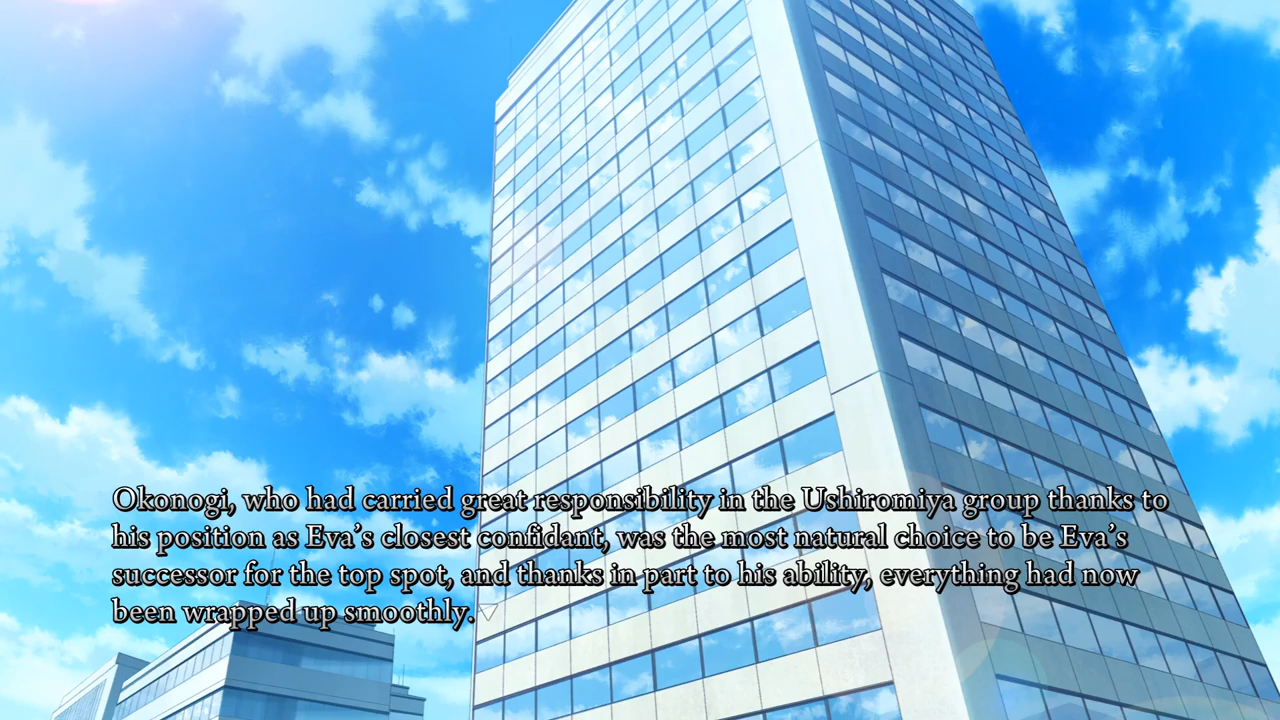 Okonogi, who had carried great responsibility in the Ushiromiya group thanks to
his position as Eva's closest confidant, was the most natural choice to be Eva's
successor for the top spot, and thanks in part to his ability, everything had now
been wrapped up smoothly.